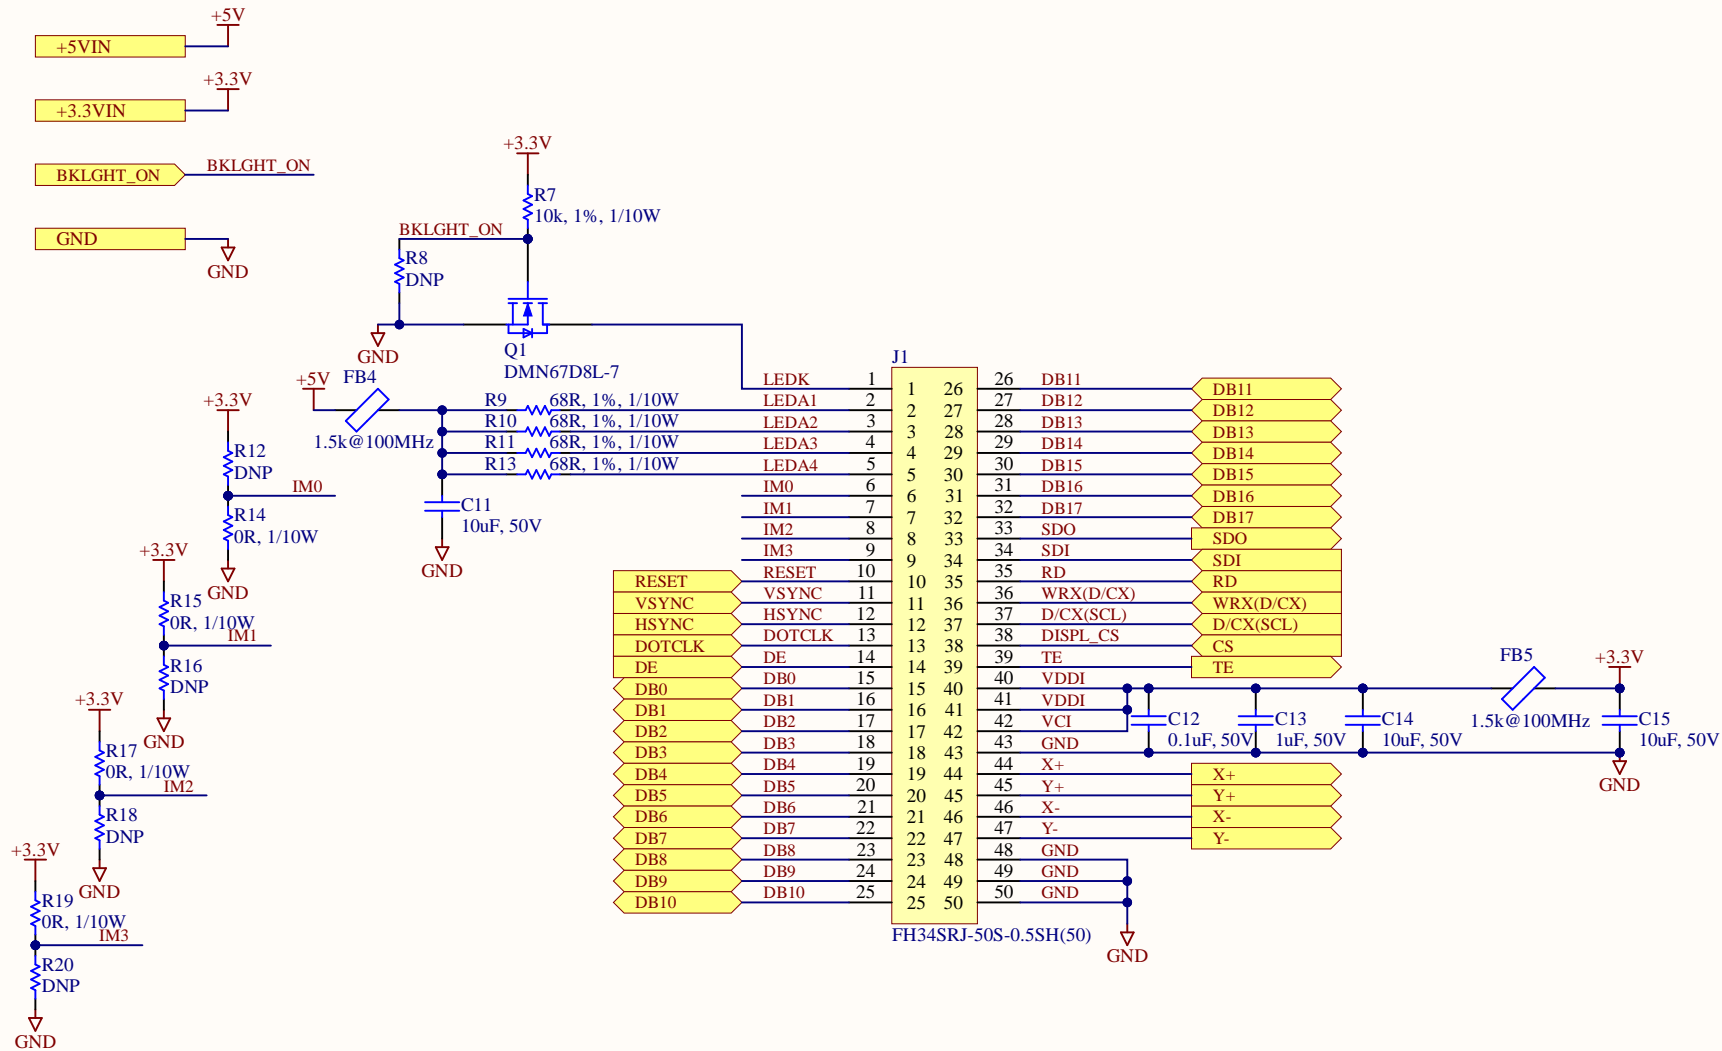 +5V
+5VIN
+3.3V
+3.3VIN
BKLGHT_ON BKLGHT_ON
GND
GND
+3.3V
R7
10k, 1%, 1/10W
BKLGHT_ON
R8
DNP
GND
Q1
DMN67D8L-7
+5V
FB4
1.5k@100MHz
R9 68R, 1%, 1/10W
R10 68R, 1%, 1/10W
R11 68R, 1%, 1/10W
R13 68R, 1%, 1/10W
C11
10uF, 50V
GND
+3.3V
R12
DNP
IM0
R14
0R, 1/10W
GND
+3.3V
R15
0R, 1/10W
IM1
R16
DNP
GND
+3.3V
R17
0R, 1/10W
IM2
R18
DNP
GND
+3.3V
R19
0R, 1/10W
IM3
R20
DNP
GND
J1
LEDK 1 1 26 26 DB11 DB11
LEDA1 2 2 27 27 DB12 DB12
LEDA2 3 3 28 28 DB13 DB13
LEDA3 4 4 29 29 DB14 DB14
LEDA4 5 5 30 30 DB15 DB15
IM0 6 6 31 31 DB16 DB16
IM1 7 7 32 32 DB17 DB17
IM2 8 8 33 33 SDO SDO
IM3 9 9 34 34 SDI SDI
RESET RESET 10 10 35 35 RD RD
VSYNC VSYNC 11 11 36 36 WRX(D/CX) WRX(D/CX)
HSYNC HSYNC 12 12 37 37 D/CX(SCL) D/CX(SCL)
DOTCLK DOTCLK 13 13 38 38 DISPL_CS CS
DE DE 14 14 39 39 TE TE
DB0 DB0 15 15 40 40 VDDI
DB1 DB1 16 16 41 41 VDDI
DB2 DB2 17 17 42 42 VCI
DB3 DB3 18 18 43 43 GND
DB4 DB4 19 19 44 44 X+ X+
DB5 DB5 20 20 45 45 Y+ Y+
DB6 DB6 21 21 46 46 X- X-
DB7 DB7 22 22 47 47 Y- Y-
DB8 DB8 23 23 48 48 GND
DB9 DB9 24 24 49 49 GND
DB10 DB10 25 25 50 50 GND
FH34SRJ-50S-0.5SH(50)
GND
FB5
1.5k@100MHz
+3.3V
C12
0.1uF, 50V
C13
1uF, 50V
C14
10uF, 50V
C15
10uF, 50V
GND